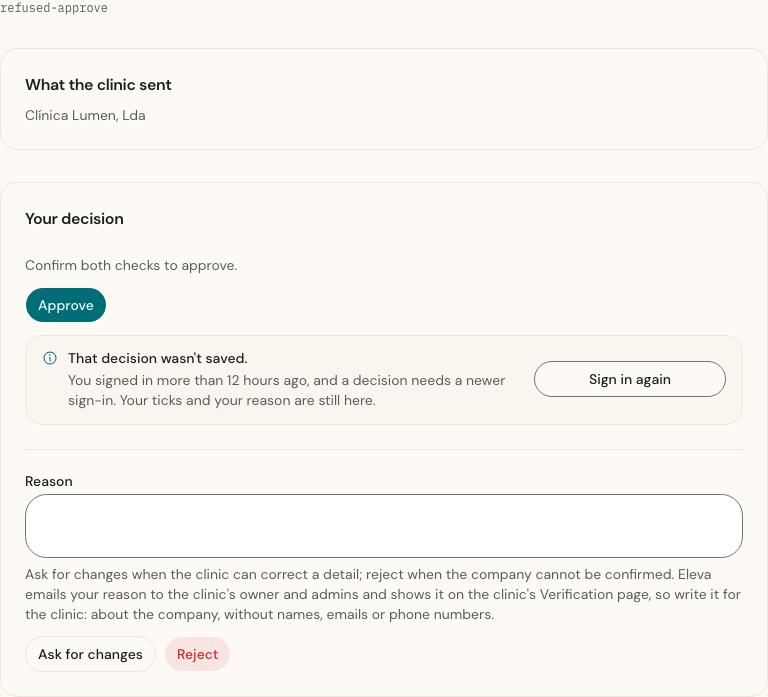 refused-approve
What the clinic sent
Clínica Lumen, Lda
Your decision
Confirm both checks to approve.
Approve
That decision wasn't saved.
You signed in more than 12 hours ago, and a decision needs a newer
sign-in. Your ticks and your reason are still here.
Sign in again
Reason
Ask for changes when the clinic can correct a detail; reject when the company cannot be confirmed. Eleva
emails your reason to the clinic's owner and admins and shows it on the clinic's Verification page, so write it for
the clinic: about the company, without names, emails or phone numbers.
Ask for changes
Reject